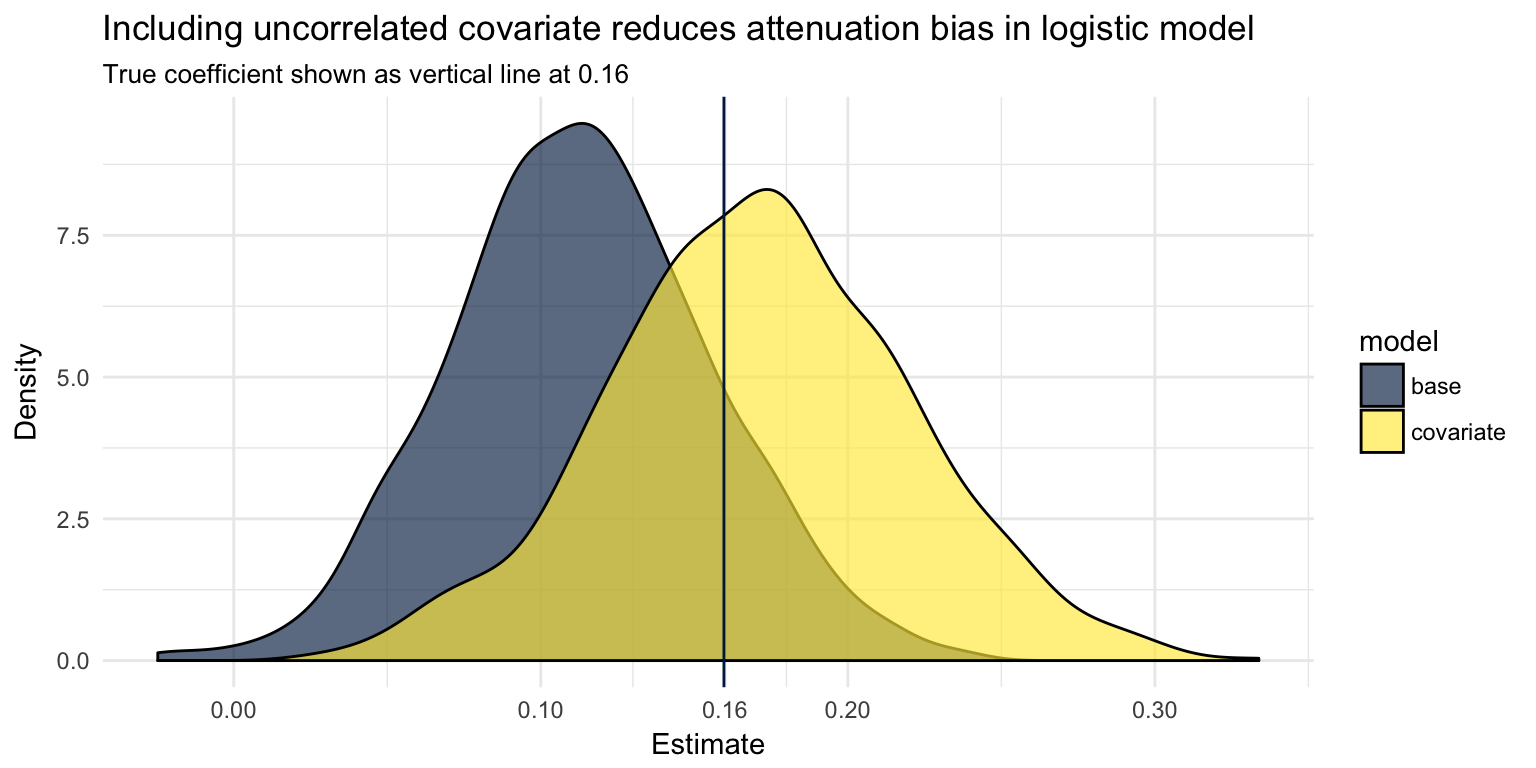 Including uncorrelated covariate reduces attenuation bias in logistic model
True coefficient shown as vertical line at 0.16
Density
7.5
5.0
2.5
0.0
0.00 0.10 0.16 0.20 0.30
Estimate
model
base
covariate